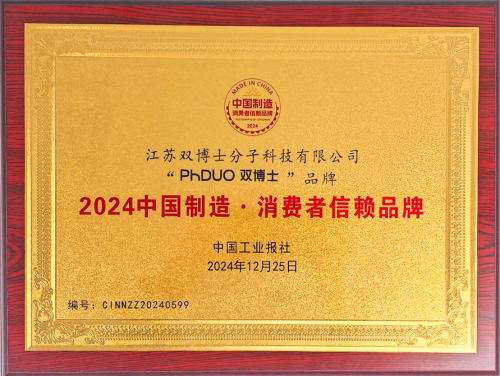 MADE IN CHINA
中国制造
消费者信赖品牌
2024
江苏双博士分子科技有限公司
“PhDUO 双博士”品牌
2024中国制造·消费者信赖品牌
中国工业报社
2024年12月25日
编号：CINNZZ20240599